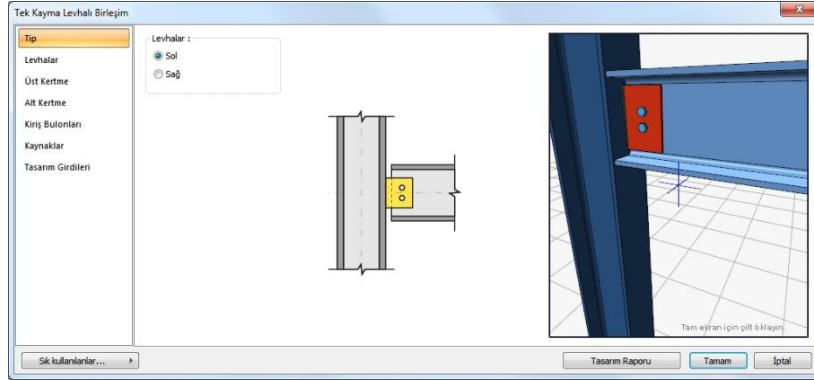 Tek Kayma Levhalı Birleşim
Tip
Levhalar
Üst Kertme
Alt Kertme
Kiriş Bulonları
Kaynaklar
Tasarım Girdileri
Levhalar :
Sol
Sağ
Tam ekran için çift tıklayın.
Sık kullanılanlar...
Tasarım Raporu
Tamam
İptal